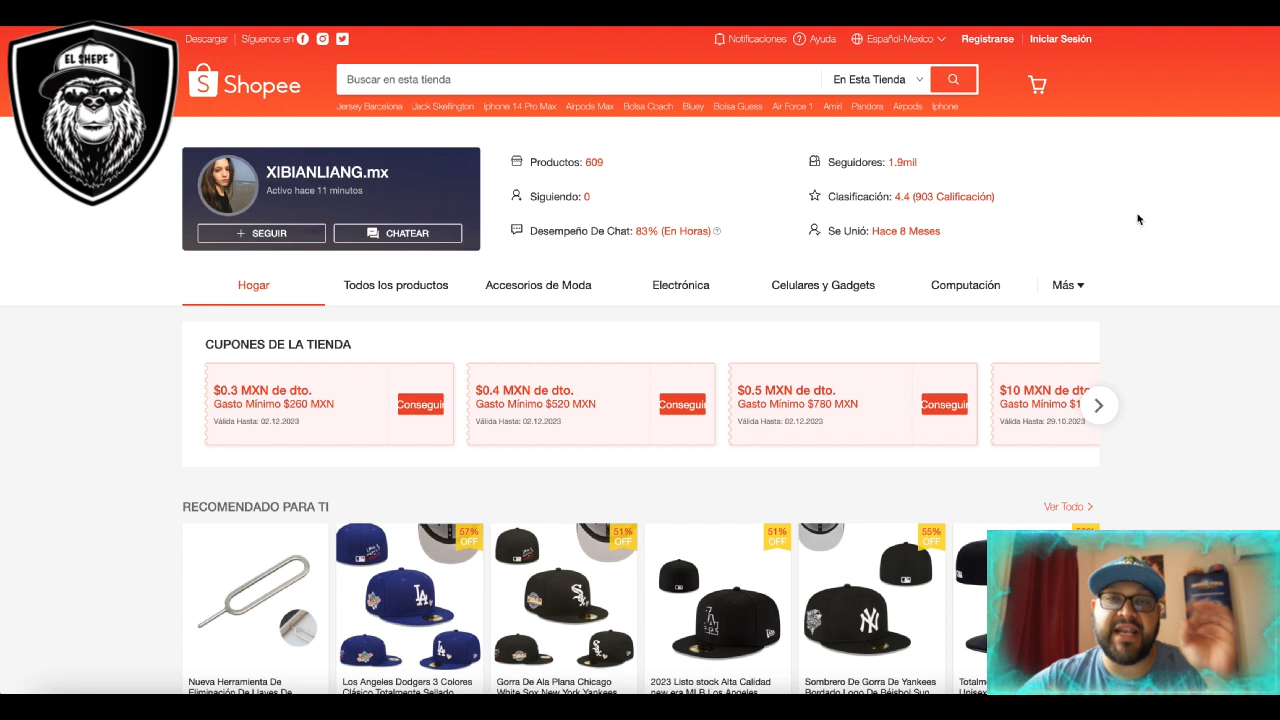 Descargar
Síguenos en
Notificaciones
Ayuda
Español-Mexico
Registrarse
Iniciar Sesión
EL SHEPE
Shopee
Buscar en esta tienda
En Esta Tienda
Jersey Barcelona Jack Skellington Iphone 14 Pro Max Airpods Max Bolsa Coach Bluey Bolsa Guess Air Force 1 Amiri Pandora Airpods Iphone
XIBIANLIANG.mx
Activo hace 11 minutos
+ SEGUIR
CHATEAR
Productos: 609
Seguidores: 1.9mil
Siguiendo: 0
Clasificación: 4.4 (903 Calificación)
Desempeño De Chat: 83% (En Horas)
Se Unió: Hace 8 Meses
Hogar
Todos los productos
Accesorios de Moda
Electrónica
Celulares y Gadgets
Computación
Más
CUPONES DE LA TIENDA
$0.3 MXN de dto.
Gasto Mínimo $260 MXN
Válida Hasta: 02.12.2023
Conseguir
$0.4 MXN de dto.
Gasto Mínimo $520 MXN
Válida Hasta: 02.12.2023
Conseguir
$0.5 MXN de dto.
Gasto Mínimo $780 MXN
Válida Hasta: 02.12.2023
Conseguir
$10 MXN de dto
Gasto Mínimo
Válida Hasta: 29.10.2023
RECOMENDADO PARA TI
Ver Todo
57%
OFF
51%
OFF
51%
OFF
55%
OFF
LA
NY
Nueva Herramienta De
Eliminación De Llaves De
Los Angeles Dodgers 3 Colores
Clásico Totalmente Sellado
Gorra De Ala Plana Chicago
White Sox New York Yankees
2023 Listo stock Alta Calidad
new era MLB Los Angeles
Sombrero De Gorra De Yankees
Bordado Logo De Béisbol Sun